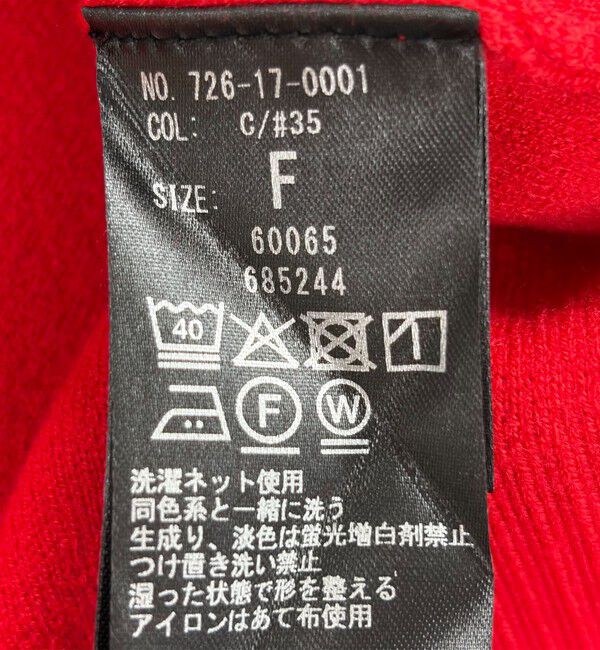 NO. 726-17-0001
COL: C/#35
SIZE: F
60065
685244
40
F W
洗濯ネット使用
同色系と一緒に洗う
生成り、淡色は蛍光増白剤禁止
つけ置き洗い禁止
湿った状態で形を整える
アイロンはあて布使用